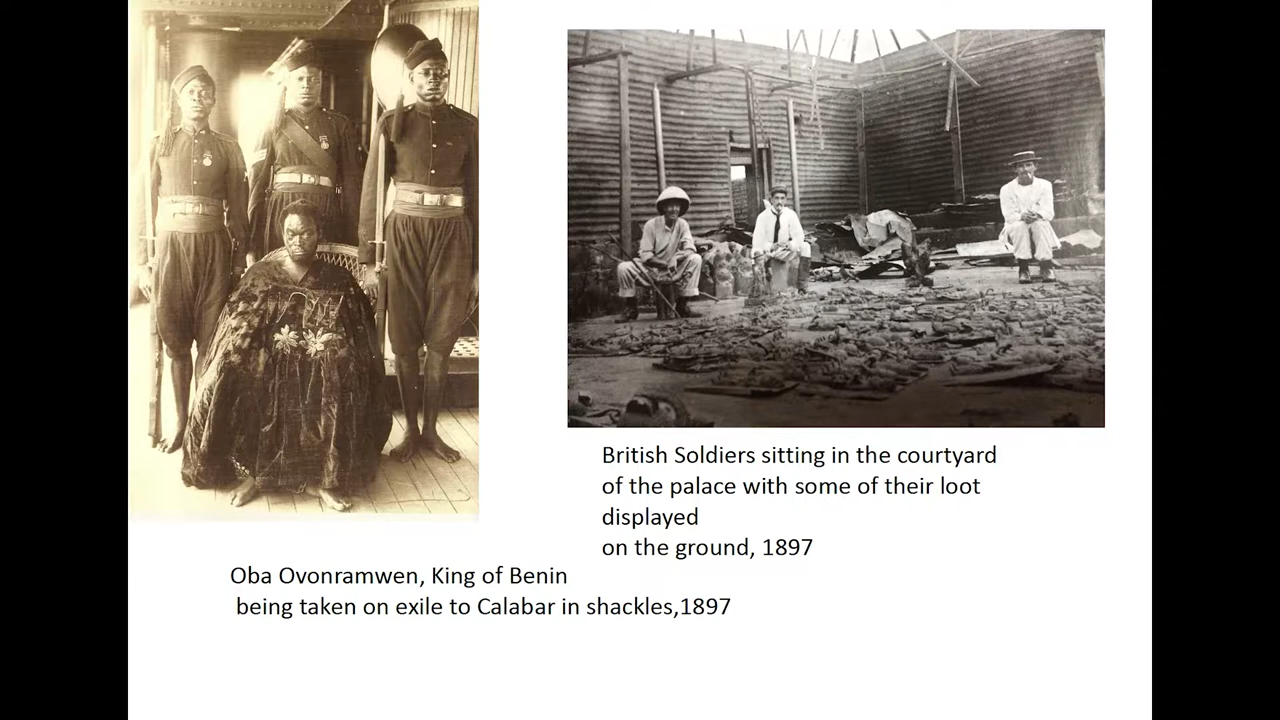 British Soldiers sitting in the courtyard
of the palace with some of their loot
displayed
on the ground, 1897
Oba Ovonramwen, King of Benin
being taken on exile to Calabar in shackles,1897